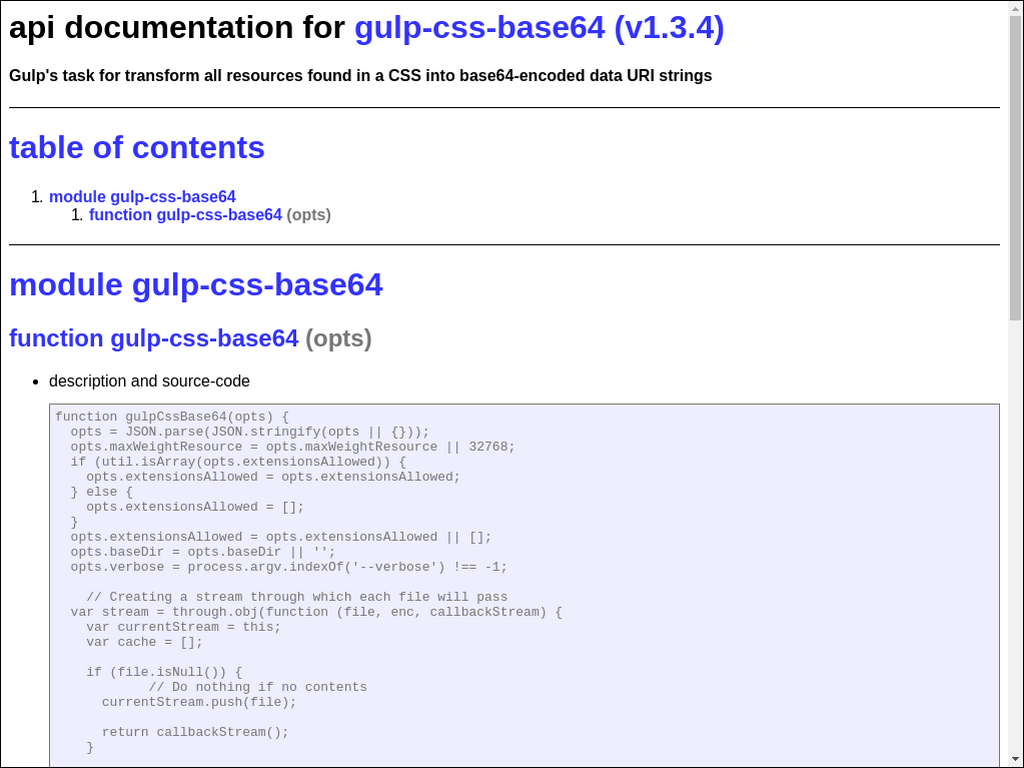 api documentation for gulp-css-base64 (v1.3.4)
Gulp's task for transform all resources found in a CSS into base64-encoded data URI strings
table of contents
1. module gulp-css-base64
1. function gulp-css-base64 (opts)
module gulp-css-base64
function gulp-css-base64 (opts)
• description and source-code
function gulpCssBase64(opts) {
  opts = JSON.parse(JSON.stringify(opts || {}));
  opts.maxWeightResource = opts.maxWeightResource || 32768;
  if (util.isArray(opts.extensionsAllowed)) {
    opts.extensionsAllowed = opts.extensionsAllowed;
  } else {
    opts.extensionsAllowed = [];
  }
  opts.extensionsAllowed = opts.extensionsAllowed || [];
  opts.baseDir = opts.baseDir || '';
  opts.verbose = process.argv.indexOf('--verbose') !== -1;
    // Creating a stream through which each file will pass
  var stream = through.obj(function (file, enc, callbackStream) {
    var currentStream = this;
    var cache = [];
    if (file.isNull()) {
            // Do nothing if no contents
      currentStream.push(file);
      return callbackStream();
    }